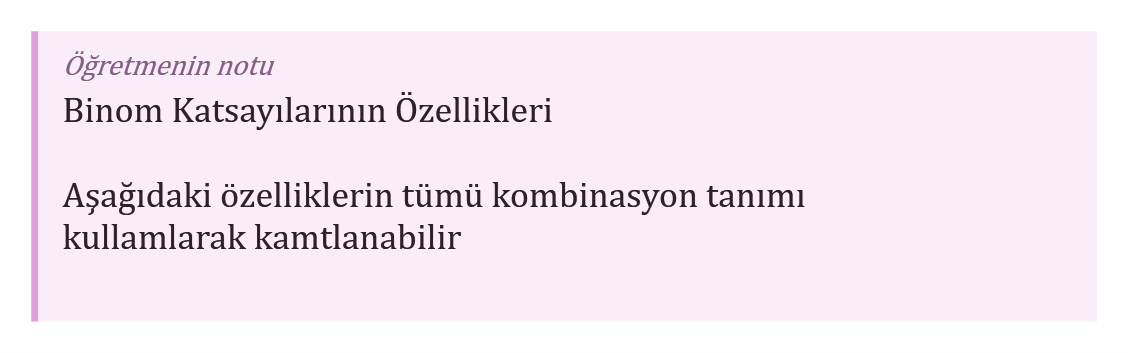 Öğretmenin notu
Binom Katsayılarının Özellikleri
Aşağıdaki özelliklerin tümü kombinasyon tanımı
kullamlarak kamtlanabilir